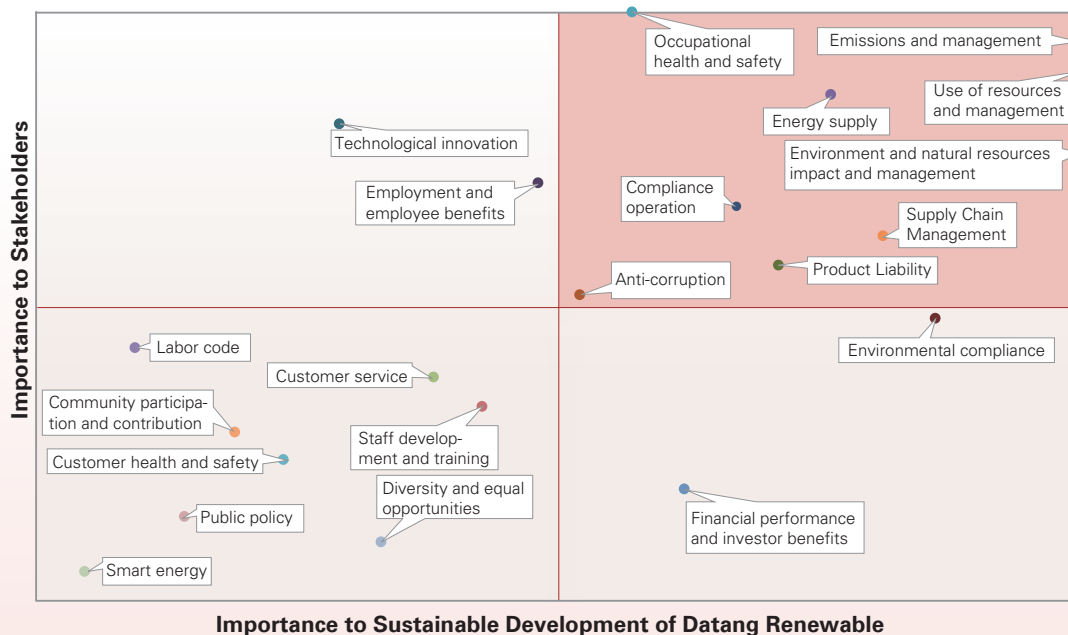 Importance to Stakeholders
Occupational
health and safety
Emissions and management
Use of resources
and management
Energy supply
Technological innovation
Environment and natural resources
impact and management
Employment and
employee benefits
Compliance
operation
Supply Chain
Management
Product Liability
Anti-corruption
Labor code
Environmental compliance
Customer service
Community participa-
tion and contribution
Staff develop-
ment and training
Customer health and safety
Diversity and equal
opportunities
Public policy
Financial performance
and investor benefits
Smart energy
Importance to Sustainable Development of Datang Renewable